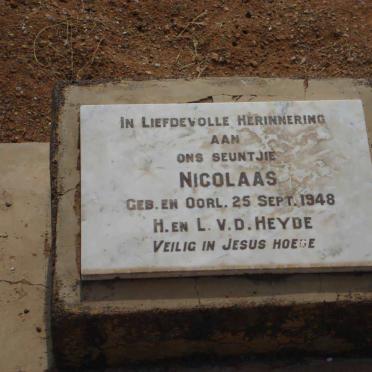 IN LIEFDEVOLLE HERINNERING
AAN
ONS SEUNTJIE
NICOLAAS
GEB. EN OORL. 25 SEPT. 1948
H. EN L. V. D. HEYDE
VEILIG IN JESUS HOEDE